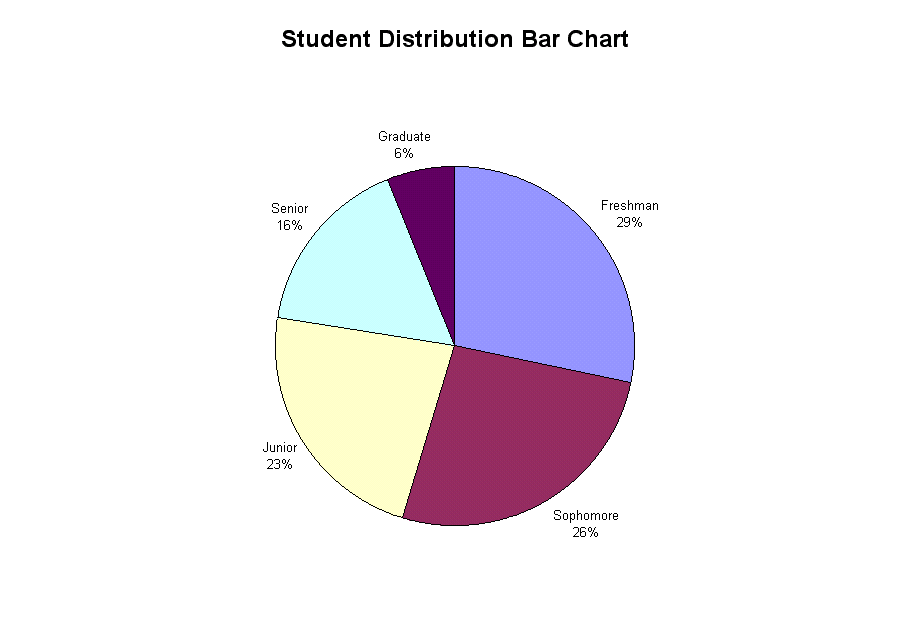 Student Distribution Bar Chart
Graduate
6%
Freshman
29%
Senior
16%
Junior
23%
Sophomore
26%